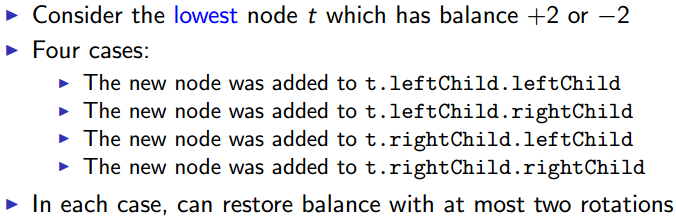 Consider the lowest node t which has balance +2 or −2
Four cases:
The new node was added to t.leftChild.leftChild
The new node was added to t.leftChild.rightChild
The new node was added to t.rightChild.leftChild
The new node was added to t.rightChild.rightChild
In each case, can restore balance with at most two rotations